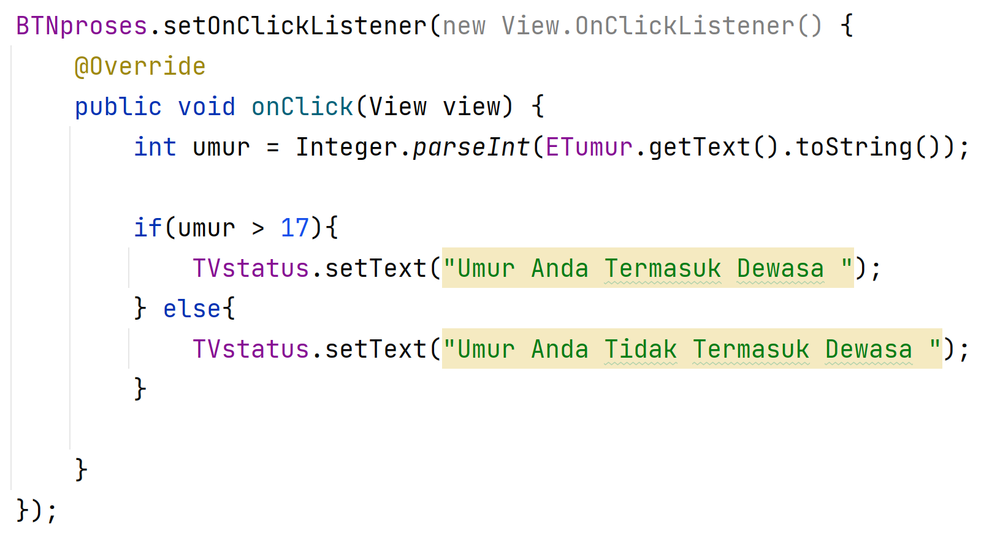 BTNproses.setOnClickListener(new View.OnClickListener() {
    @Override
    public void onClick(View view) {
        int umur = Integer.parseInt(ETumur.getText().toString());

        if(umur > 17){
            TVstatus.setText("Umur Anda Termasuk Dewasa ");
        } else{
            TVstatus.setText("Umur Anda Tidak Termasuk Dewasa ");
        }

    }
});